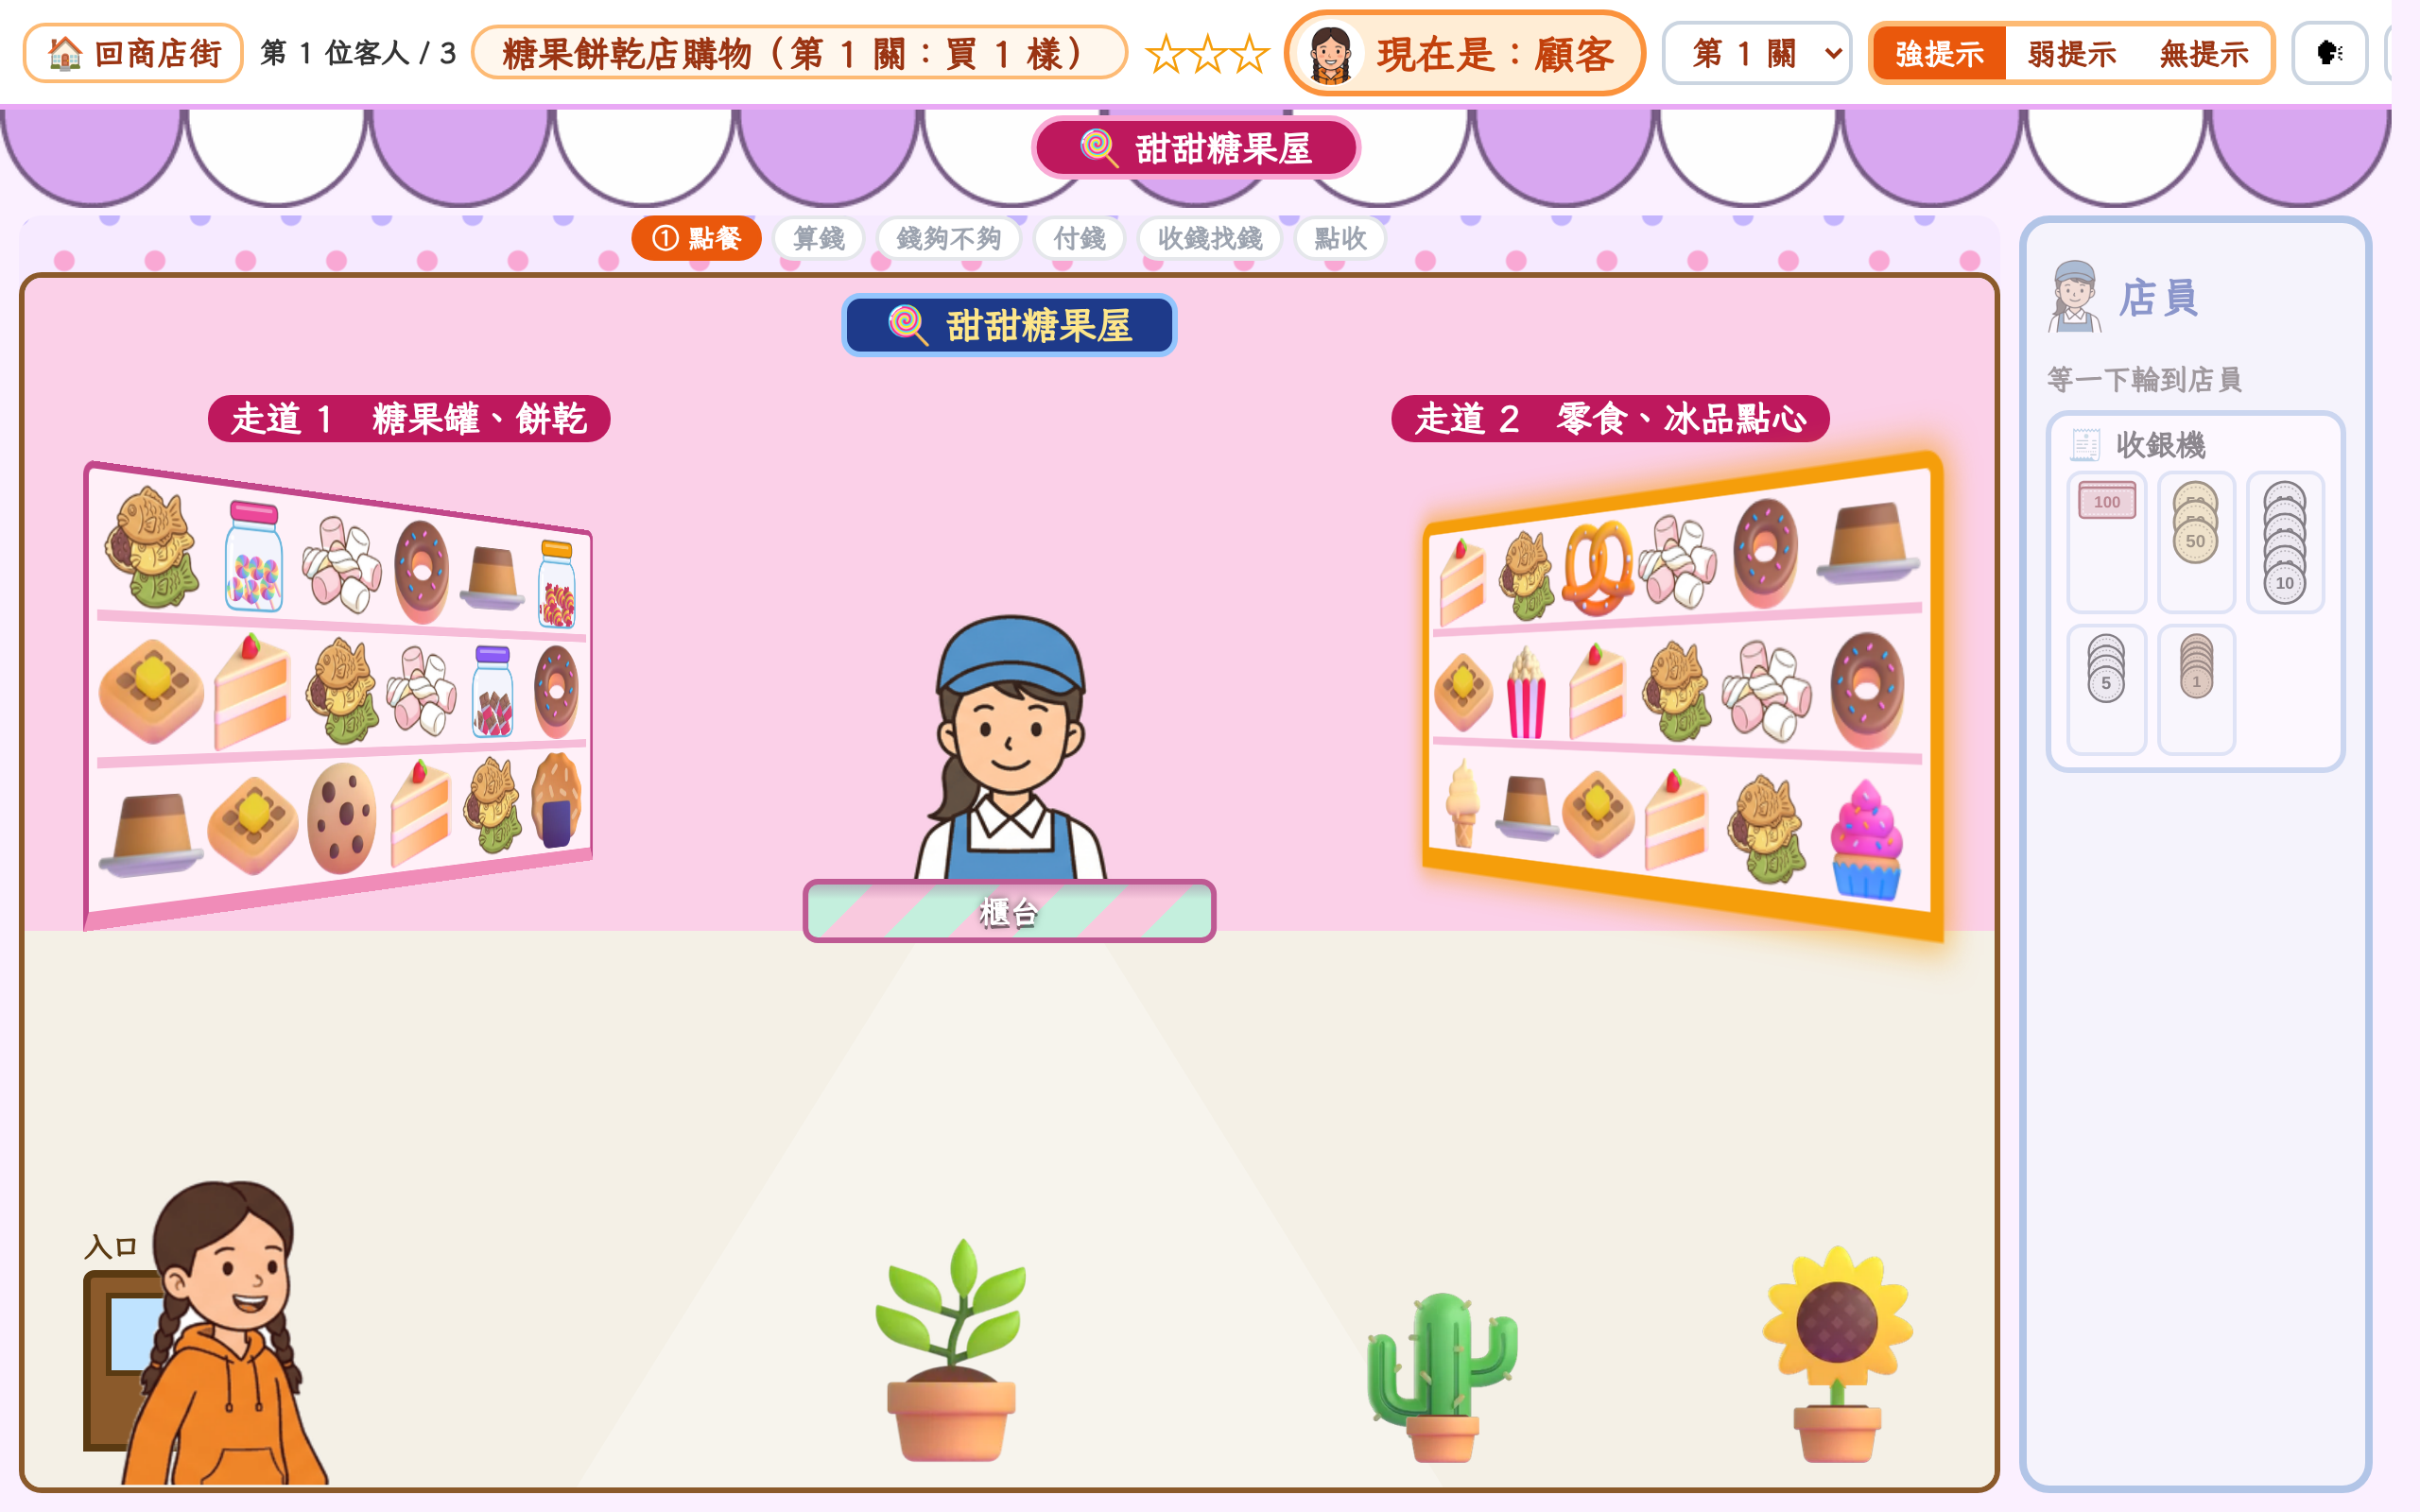 回商店街
第 1 位客人 / 3
糖果餅乾店購物（第 1 關：買 1 樣）
現在是：顧客
第 1 關
強提示 弱提示 無提示
甜甜糖果屋
① 點餐 算錢 錢夠不夠 付錢 收錢找錢 點收
甜甜糖果屋
走道 1 糖果罐、餅乾
走道 2 零食、冰品點心
櫃台
入口
店員
等一下輪到店員
收銀機
100
50
10
5
1